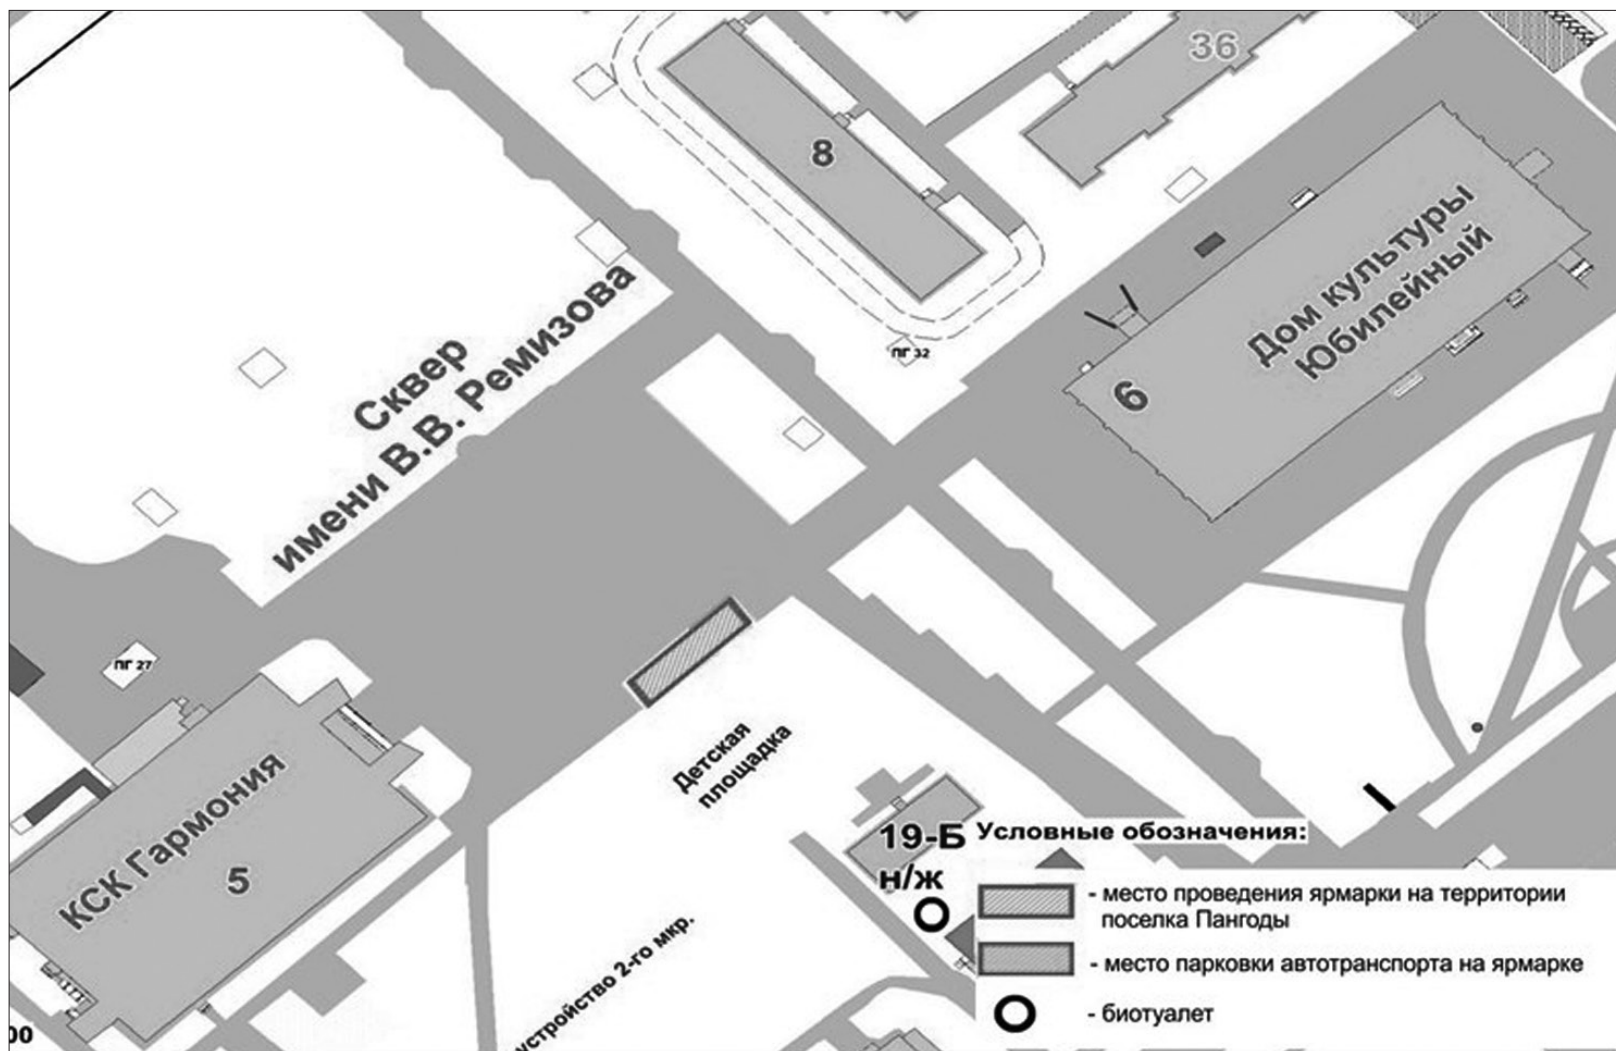 36
8
Дом культуры
Юбилейный
6
Сквер
имени В.В. Ремизова
ПГ 32
ПГ 27
КСК Гармония
5
Детская
площадка
19-Б
н/ж
устройство 2-го мкр.
00
Условные обозначения:
- место проведения ярмарки на территории
поселка Пангоды
- место парковки автотранспорта на ярмарке
- биотуалет